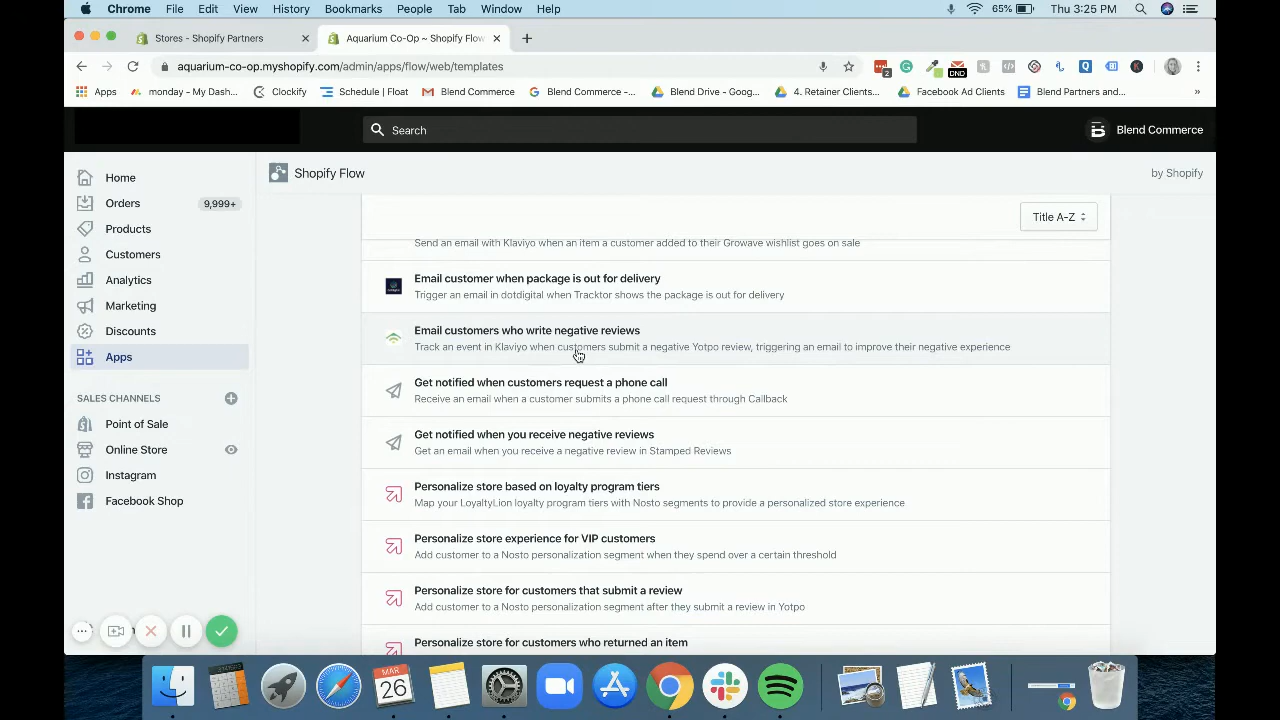 Chrome File Edit View History Bookmarks People Tab Window Help 65% Thu 3:25 PM
Stores - Shopify Partners Aquarium Co-Op ~ Shopify Flow
aquarium-co-op.myshopify.com/admin/apps/flow/web/templates 2 DND
Apps monday - My Dash... Clockify Schedule | Float Blend Commerce Blend Commerce -... Blend Drive - Goog... 4. Retainer Clients... Facebook Ad Clients Blend Partners and... »
Search Blend Commerce
Shopify Flow by Shopify
Home
Orders 9,999+
Products
Customers
Analytics
Marketing
Discounts
Apps
SALES CHANNELS
Point of Sale
Online Store
Instagram
Facebook Shop
Title A-Z
Send an email with Klaviyo when an item a customer added to their Growave wishlist goes on sale
Email customer when package is out for delivery
Trigger an email in dotdigital when Tracktor shows the package is out for delivery
Email customers who write negative reviews
Track an event in Klaviyo when customers submit a negative Yotpo review, triggering an email to improve their negative experience
Get notified when customers request a phone call
Receive an email when a customer submits a phone call request through Callback
Get notified when you receive negative reviews
Get an email when you receive a negative review in Stamped Reviews
Personalize store based on loyalty program tiers
Map your LoyaltyLion loyalty program tiers with Nosto segments to provide a personalized store experience
Personalize store experience for VIP customers
Add customer to a Nosto personalization segment when they spend over a certain threshold
Personalize store for customers that submit a review
Add customer to a Nosto personalization segment after they submit a review in Yotpo
Personalize store for customers who returned an item
MAR
26